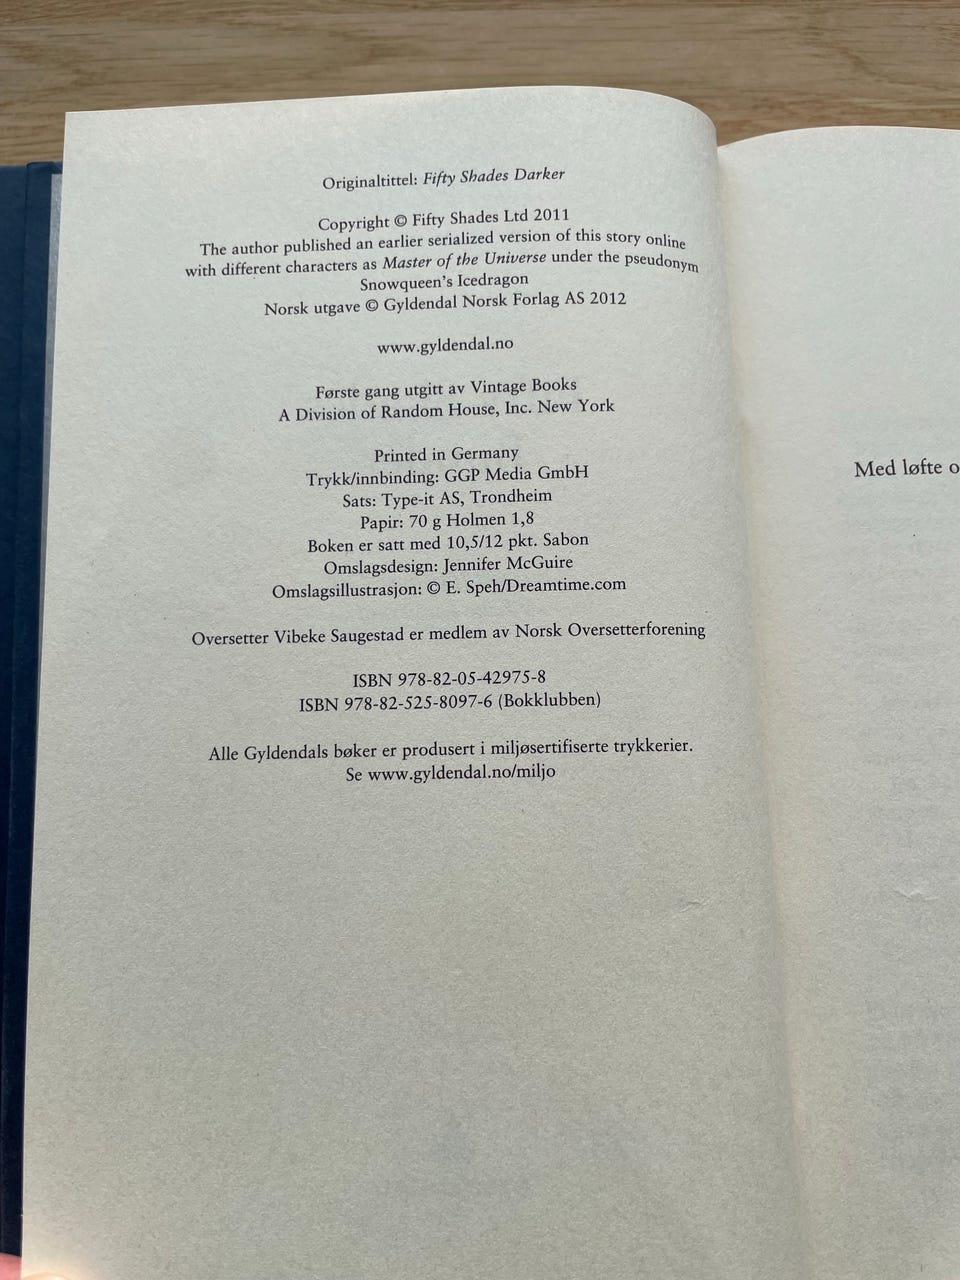 Originaltittel: Fifty Shades Darker
Copyright © Fifty Shades Ltd 2011
The author published an earlier serialized version of this story online
with different characters as Master of the Universe under the pseudonym
Snowqueen's Icedragon
Norsk utgave © Gyldendal Norsk Forlag AS 2012
www.gyldendal.no
Første gang utgitt av Vintage Books
A Division of Random House, Inc. New York
Printed in Germany
Trykk/innbinding: GGP Media GmbH
Sats: Type-it AS, Trondheim
Papir: 70 g Holmen 1,8
Boken er satt med 10,5/12 pkt. Sabon
Omslagsdesign: Jennifer McGuire
Omslagsillustrasjon: © E. Speh/Dreamtime.com
Oversetter Vibeke Saugestad er medlem av Norsk Oversetterforening
ISBN 978-82-05-42975-8
ISBN 978-82-525-8097-6 (Bokklubben)
Alle Gyldendals bøker er produsert i miljøsertifiserte trykkerier.
Se www.gyldendal.no/miljo
Med løfte